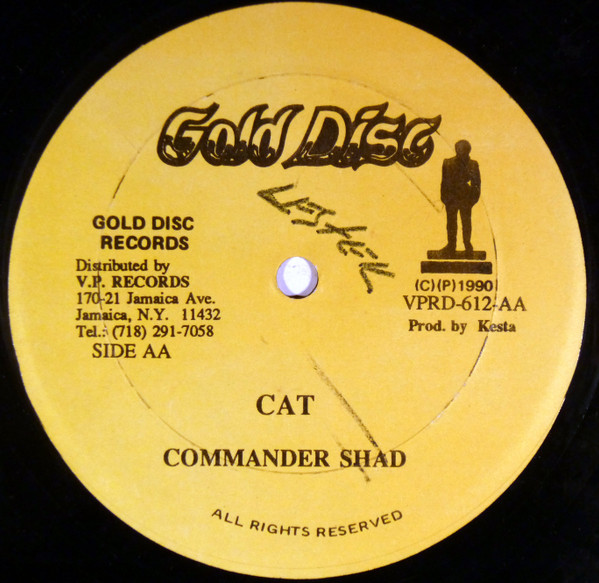 Gold Disc
LESTER
GOLD DISC
RECORDS
Distributed by
V.P. RECORDS
170-21 Jamaica Ave.
Jamaica, N.Y. 11432
Tel.: (718) 291-7058
SIDE AA
(C)(P)1990
VPRD-612-AA
Prod. by Kesta
CAT
COMMANDER SHAD
ALL RIGHTS RESERVED